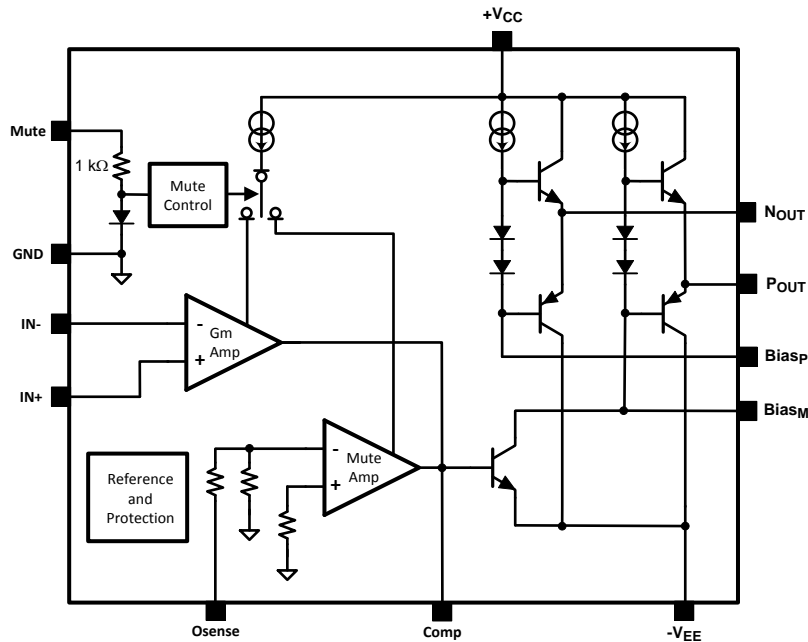 +VCC
Mute
1 kΩ
Mute
Control
GND
NOUT
POUT
IN-
-
Gm
Amp
+
IN+
BiasP
BiasM
Reference
and
Protection
-
Mute
Amp
+
Osense
Comp
-VEE